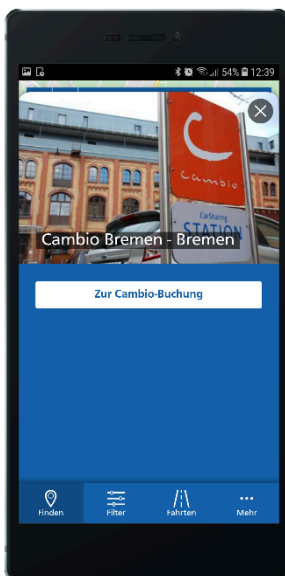 54% 12:39
Cambio
CarSharing
STATION
Cambio Bremen - Bremen
Zur Cambio-Buchung
Finden
Filter
Fahrten
Mehr